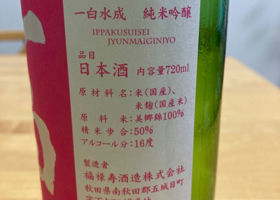 一白水成 純米吟醸
IPPAKUSUISEI
JYUNMAIGINJYO
品目
日本酒 内容量720ml
原材料名:米(国産)、
米麹(国産米)
原料米:美郷錦100%
精米歩合:50%
アルコール分:16度
製造者
福禄寿酒造株式会社
秋田県南秋田郡五城目町